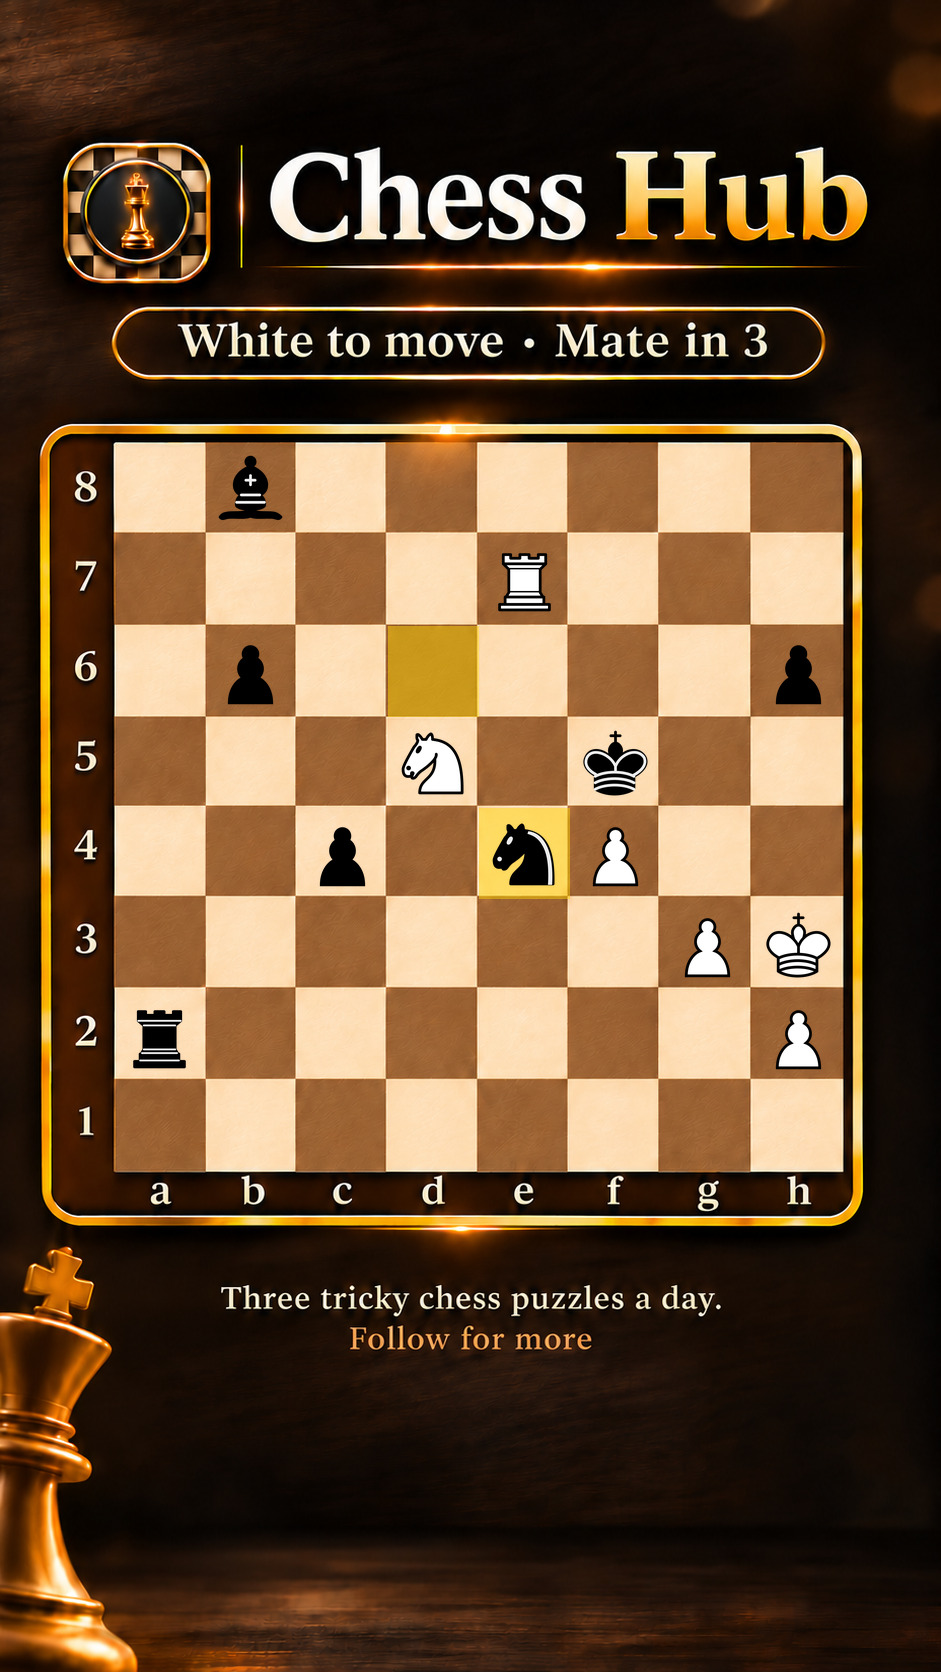 Chess Hub
White to move • Mate in 3
8
7
6
5
4
3
2
1
a b c d e f g h
Three tricky chess puzzles a day.
Follow for more